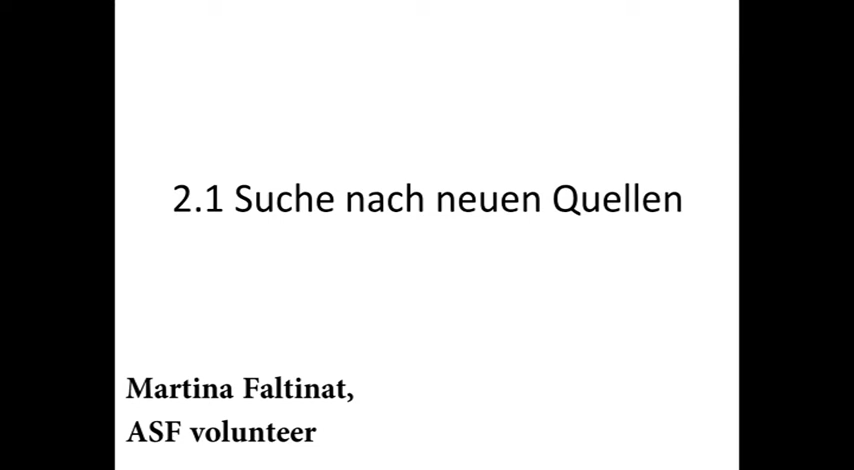 2.1 Suche nach neuen Quellen
Martina Faltinat,
ASF volunteer